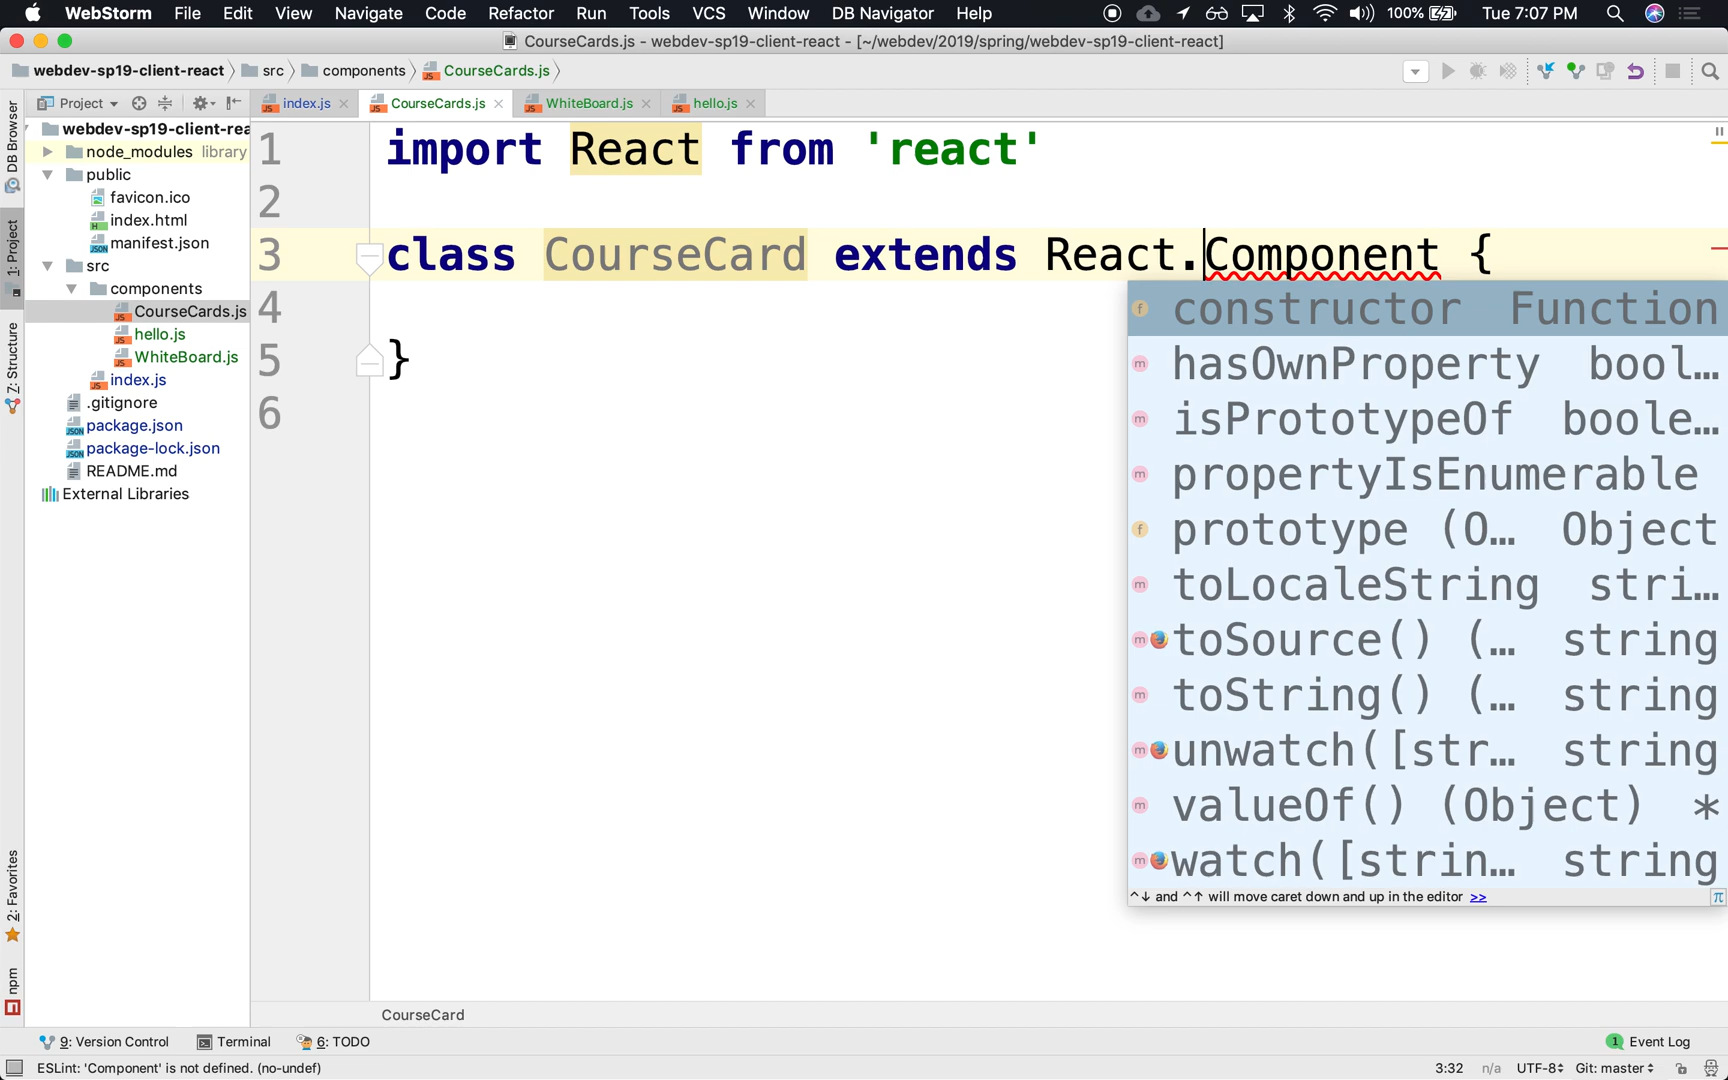 WebStorm File Edit View Navigate Code Refactor Run Tools VCS Window DB Navigator Help 100% Tue 7:07 PM
CourseCards.js - webdev-sp19-client-react - [~/webdev/2019/spring/webdev-sp19-client-react]
webdev-sp19-client-react src components CourseCards.js
Project index.js CourseCards.js WhiteBoard.js hello.js
DB Browser
1: Project
7: Structure
2: Favorites
npm
webdev-sp19-client-rea
node_modules library
public
favicon.ico
index.html
manifest.json
src
components
CourseCards.js
hello.js
WhiteBoard.js
index.js
.gitignore
package.json
package-lock.json
README.md
External Libraries
1 import React from 'react'
2
3 class CourseCard extends React.Component {
4
5 }
6
constructor Function
hasOwnProperty bool…
isPrototypeOf boole…
propertyIsEnumerable
prototype (O… Object
toLocaleString stri…
toSource() (… string
toString() (… string
unwatch([str… string
valueOf() (Object) *
watch([strin… string
^↓ and ^↑ will move caret down and up in the editor >> π
CourseCard
9: Version Control Terminal 6: TODO 1 Event Log
ESLint: 'Component' is not defined. (no-undef) 3:32 n/a UTF-8 Git: master